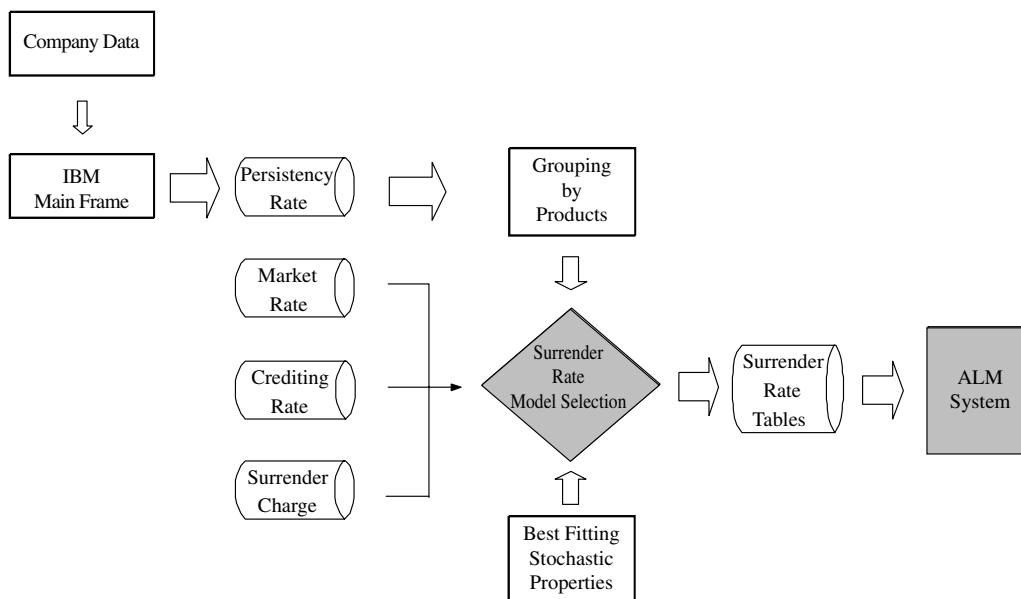 Company Data
IBM
Main Frame
Persistency
Rate
Grouping
by
Products
Market
Rate
Crediting
Rate
Surrender
Charge
Surrender
Rate
Model Selection
Surrender
Rate
Tables
ALM
System
Best Fitting
Stochastic
Properties